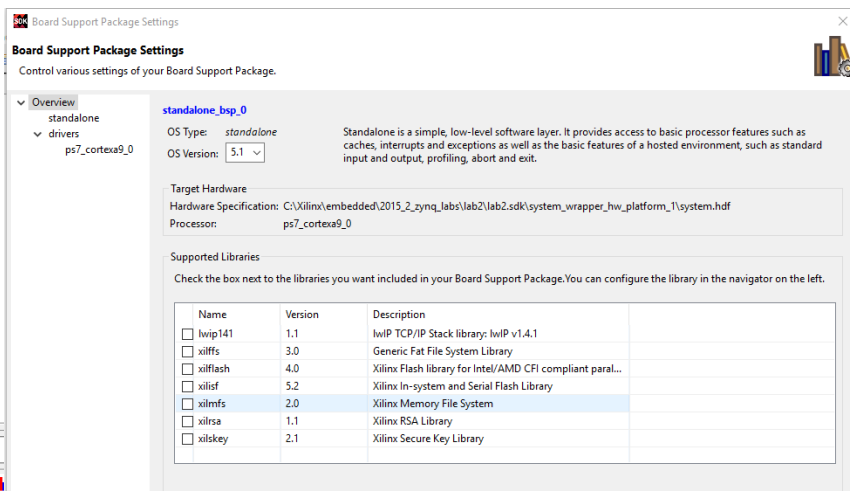 SDK Board Support Package Settings
Board Support Package Settings
Control various settings of your Board Support Package.
Overview
standalone
drivers
ps7_cortexa9_0
standalone_bsp_0
OS Type: standalone
OS Version: 5.1
Standalone is a simple, low-level software layer. It provides access to basic processor features such as
caches, interrupts and exceptions as well as the basic features of a hosted environment, such as standard
input and output, profiling, abort and exit.
Target Hardware
Hardware Specification: C:\Xilinx\embedded\2015_2_zynq_labs\lab2\lab2.sdk\system_wrapper_hw_platform_1\system.hdf
Processor: ps7_cortexa9_0
Supported Libraries
Check the box next to the libraries you want included in your Board Support Package.You can configure the library in the navigator on the left.
Name Version Description
lwip141 1.1 lwIP TCP/IP Stack library: lwIP v1.4.1
xilffs 3.0 Generic Fat File System Library
xilflash 4.0 Xilinx Flash library for Intel/AMD CFI compliant paral...
xilisf 5.2 Xilinx In-system and Serial Flash Library
xilmfs 2.0 Xilinx Memory File System
xilrsa 1.1 Xilinx RSA Library
xilskey 2.1 Xilinx Secure Key Library